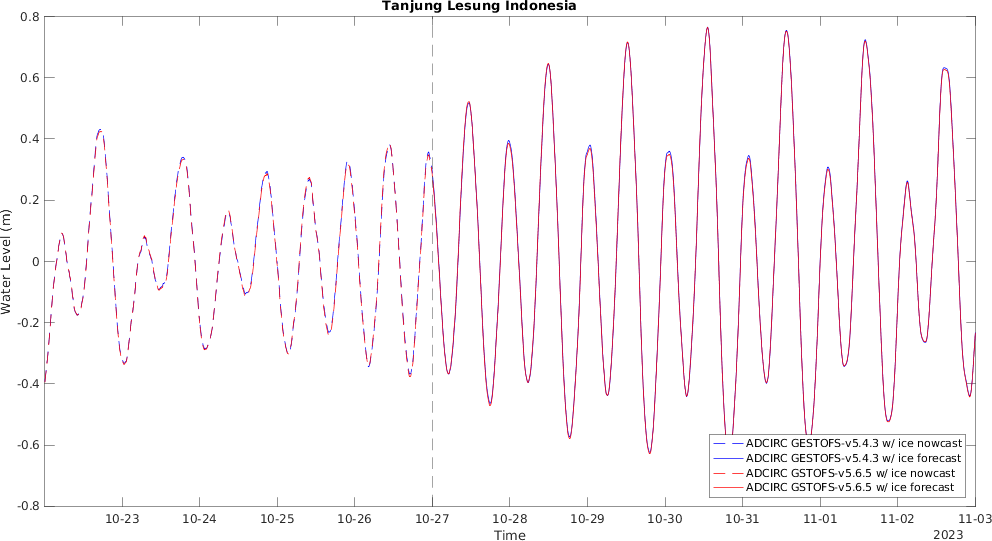 Tanjung Lesung Indonesia
Water Level (m)
0.8
0.6
0.4
0.2
0
-0.2
-0.4
-0.6
-0.8
ADCIRC GESTOFS-v5.4.3 w/ ice nowcast
ADCIRC GESTOFS-v5.4.3 w/ ice forecast
ADCIRC GSTOFS-v5.6.5 w/ ice nowcast
ADCIRC GSTOFS-v5.6.5 w/ ice forecast
10-23 10-24 10-25 10-26 10-27 10-28 10-29 10-30 10-31 11-01 11-02 11-03
Time
2023